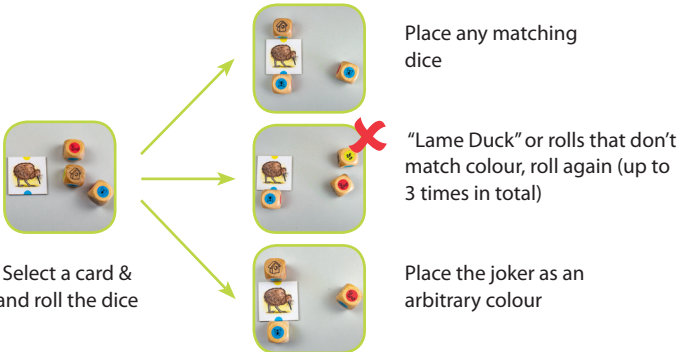 Place any matching
dice
"Lame Duck" or rolls that don't
match colour, roll again (up to
3 times in total)
Select a card &
and roll the dice
Place the joker as an
arbitrary colour